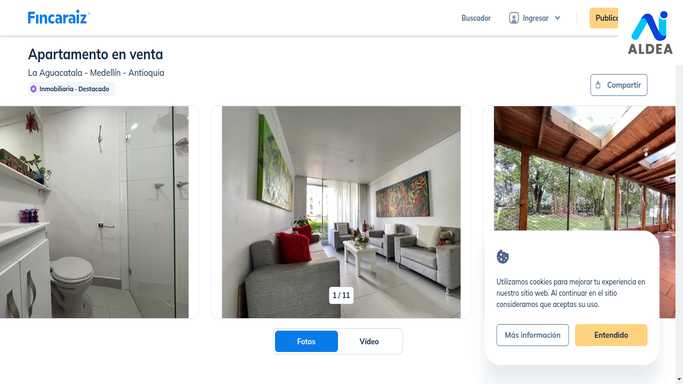 Fincaraiz
Buscador
Ingresar
Public
ALDEA
Apartamento en venta
La Aguacatala - Medellín - Antioquia
Inmobiliaria - Destacado
Compartir
1 / 11
Utilizamos cookies para mejorar tu experiencia en
nuestro sitio web. Al continuar en el sitio
consideramos que aceptas su uso.
Más información
Entendido
Fotos
Vídeo